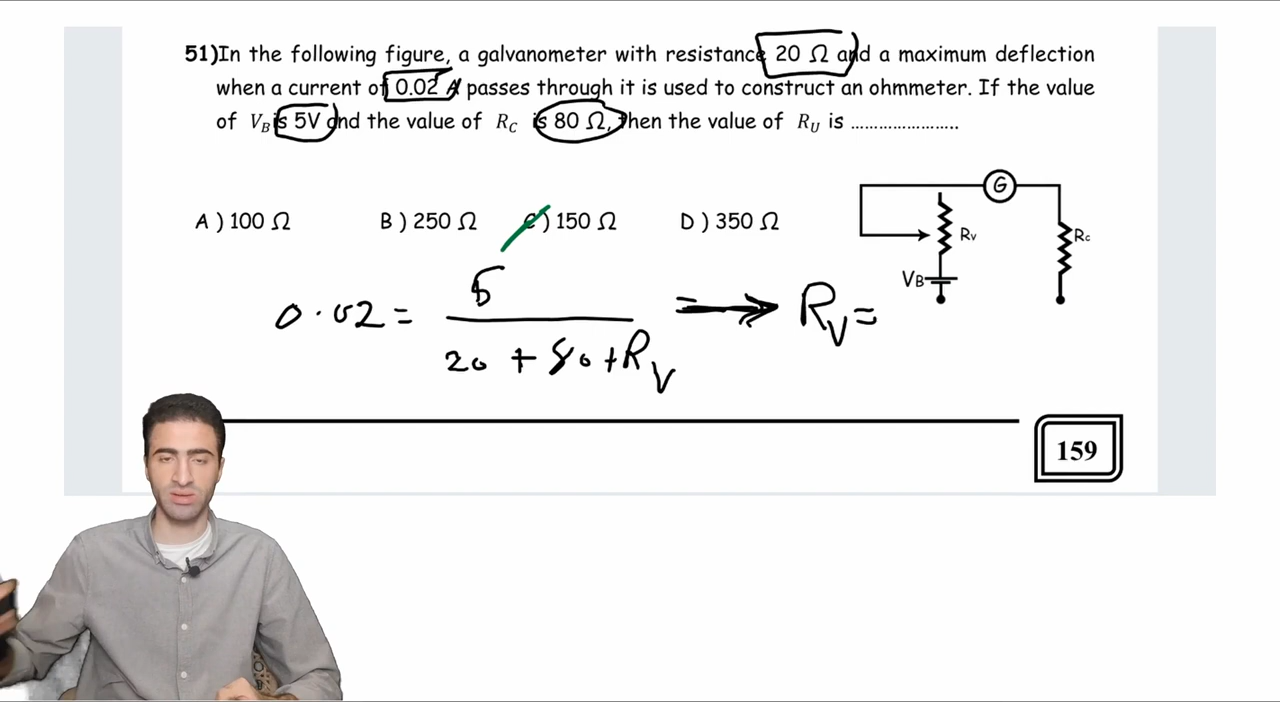 51)In the following figure, a galvanometer with resistance 20 Ω and a maximum deflection
when a current of 0.02 A passes through it is used to construct an ohmmeter. If the value
of V_B is 5V and the value of R_C is 80 Ω, then the value of R_U is ......................
A ) 100 Ω B ) 250 Ω C ) 150 Ω D ) 350 Ω
G
Rv
Rc
VB
0.02 = 5 / 20 + 80 + R_V ⟹ R_V =
159